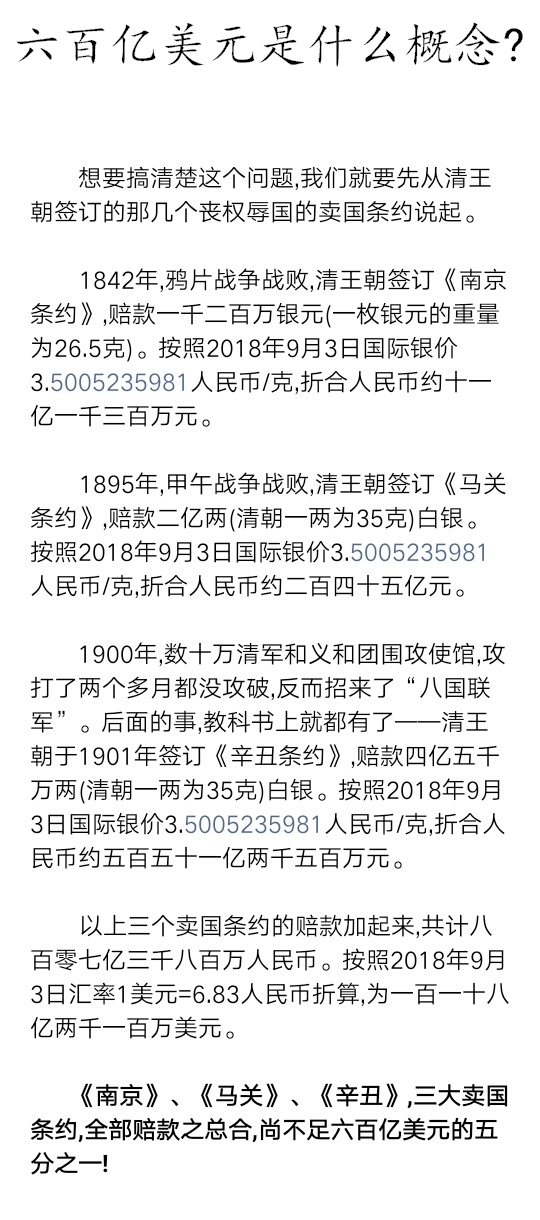 六百亿美元是什么概念?
想要搞清楚这个问题,我们就要先从清王
朝签订的那几个丧权辱国的卖国条约说起。
1842年,鸦片战争战败,清王朝签订《南京
条约》,赔款一千二百万银元(一枚银元的重量
为26.5克)。按照2018年9月3日国际银价
3.5005235981人民币/克,折合人民币约十一
亿一千三百万元。
1895年,甲午战争战败,清王朝签订《马关
条约》,赔款二亿两(清朝一两为35克)白银。
按照2018年9月3日国际银价3.5005235981
人民币/克,折合人民币约二百四十五亿元。
1900年,数十万清军和义和团围攻使馆,攻
打了两个多月都没攻破,反而招来了“八国联
军”。后面的事,教科书上就都有了——清王
朝于1901年签订《辛丑条约》,赔款四亿五千
万两(清朝一两为35克)白银。按照2018年9月
3日国际银价3.5005235981人民币/克,折合人
民币约五百五十一亿两千五百万元。
以上三个卖国条约的赔款加起来,共计八
百零七亿三千八百万人民币。按照2018年9月
3日汇率1美元=6.83人民币折算,为一百一十八
亿两千一百万美元。
《南京》、《马关》、《辛丑》,三大卖国
条约,全部赔款之总合,尚不足六百亿美元的五
分之一!